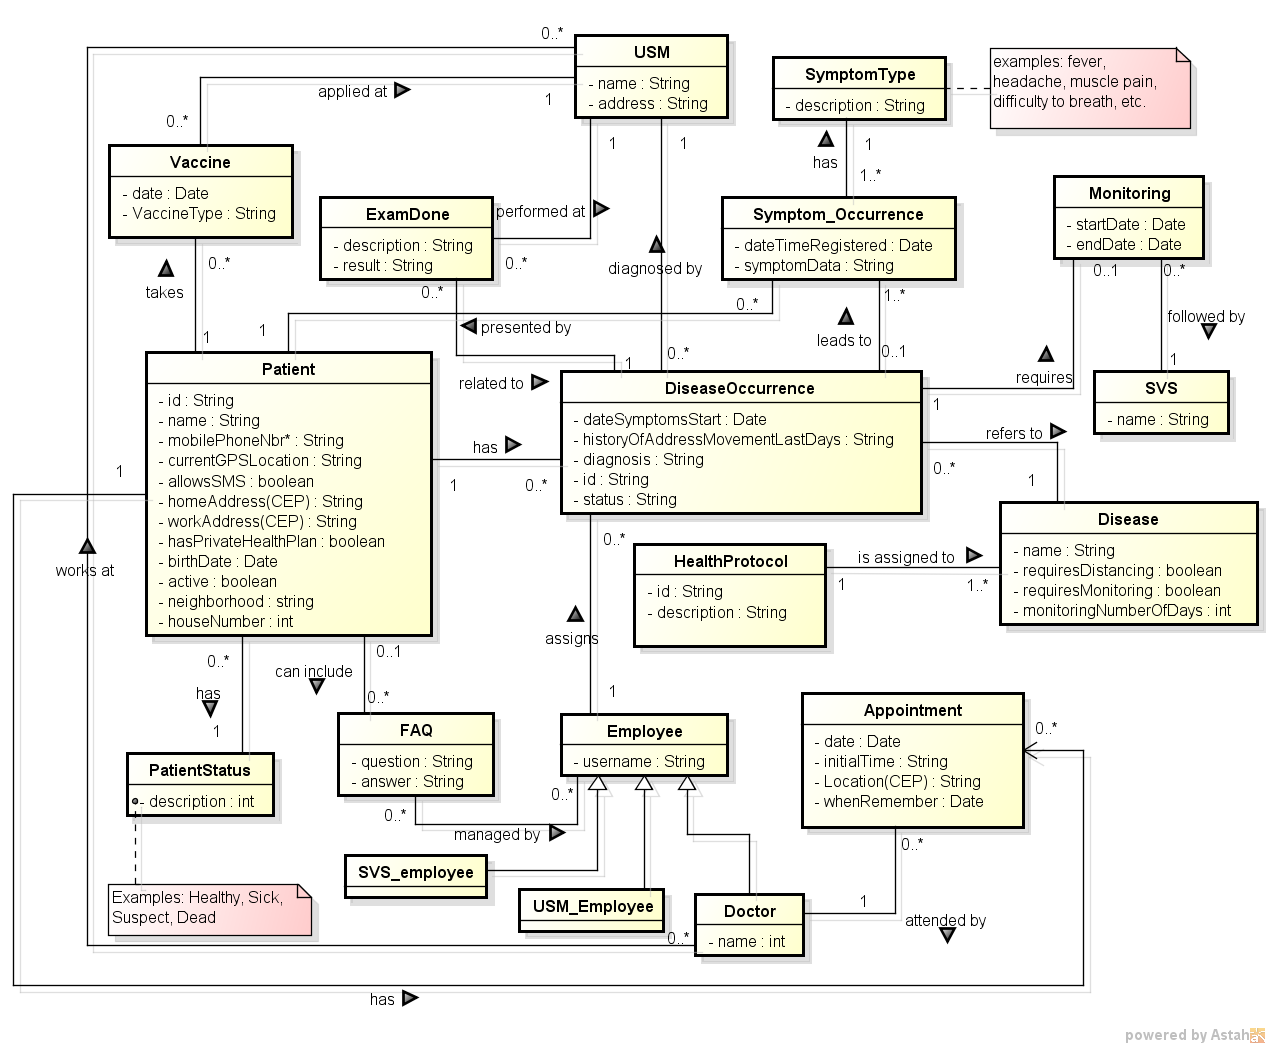 0..*
USM
- name : String
- address : String
applied at
1
1
1
0..*
SymptomType
- description : String
examples: fever,
headache, muscle pain,
difficulty to breath, etc.
has
1
1..*
Vaccine
- date : Date
- VaccineType : String
ExamDone
- description : String
- result : String
performed at
0..*
0..*
diagnosed by
0..*
Symptom_Occurrence
- dateTimeRegistered : Date
- symptomData : String
Monitoring
- startDate : Date
- endDate : Date
0..1
0..*
takes
0..*
1
1
0..*
1..*
presented by
leads to
0..1
followed by
1
related to
1
requires
1
SVS
- name : String
Patient
- id : String
- name : String
- mobilePhoneNbr* : String
- currentGPSLocation : String
- allowsSMS : boolean
- homeAddress(CEP) : String
- workAddress(CEP) : String
- hasPrivateHealthPlan : boolean
- birthDate : Date
- active : boolean
- neighborhood : string
- houseNumber : int
DiseaseOccurrence
- dateSymptomsStart : Date
- historyOfAddressMovementLastDays : String
- diagnosis : String
- id : String
- status : String
has
1
0..*
refers to
0..*
1
1
works at
Disease
- name : String
- requiresDistancing : boolean
- requiresMonitoring : boolean
- monitoringNumberOfDays : int
HealthProtocol
- id : String
- description : String
is assigned to
1
1..*
0..*
assigns
1
0..*
has
1
can include
0..1
0..*
PatientStatus
- description : int
Examples: Healthy, Sick,
Suspect, Dead
FAQ
- question : String
- answer : String
0..*
managed by
0..*
Employee
- username : String
Appointment
- date : Date
- initialTime : String
- Location(CEP) : String
- whenRemember : Date
0..*
0..*
SVS_employee
USM_Employee
Doctor
- name : int
1
attended by
0..*
has
powered by Astah